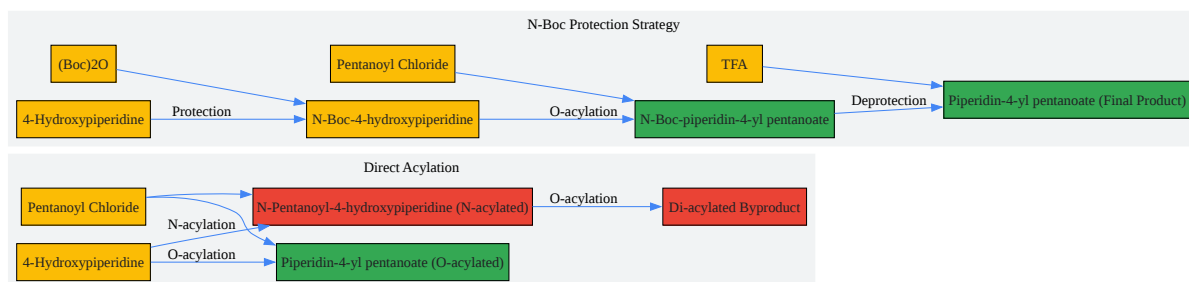 N-Boc Protection Strategy
(Boc)2O
Pentanoyl Chloride
TFA
4-Hydroxypiperidine
Protection
N-Boc-4-hydroxypiperidine
O-acylation
N-Boc-piperidin-4-yl pentanoate
Deprotection
Piperidin-4-yl pentanoate (Final Product)
Direct Acylation
Pentanoyl Chloride
N-Pentanoyl-4-hydroxypiperidine (N-acylated)
O-acylation
Di-acylated Byproduct
N-acylation
4-Hydroxypiperidine
O-acylation
Piperidin-4-yl pentanoate (O-acylated)